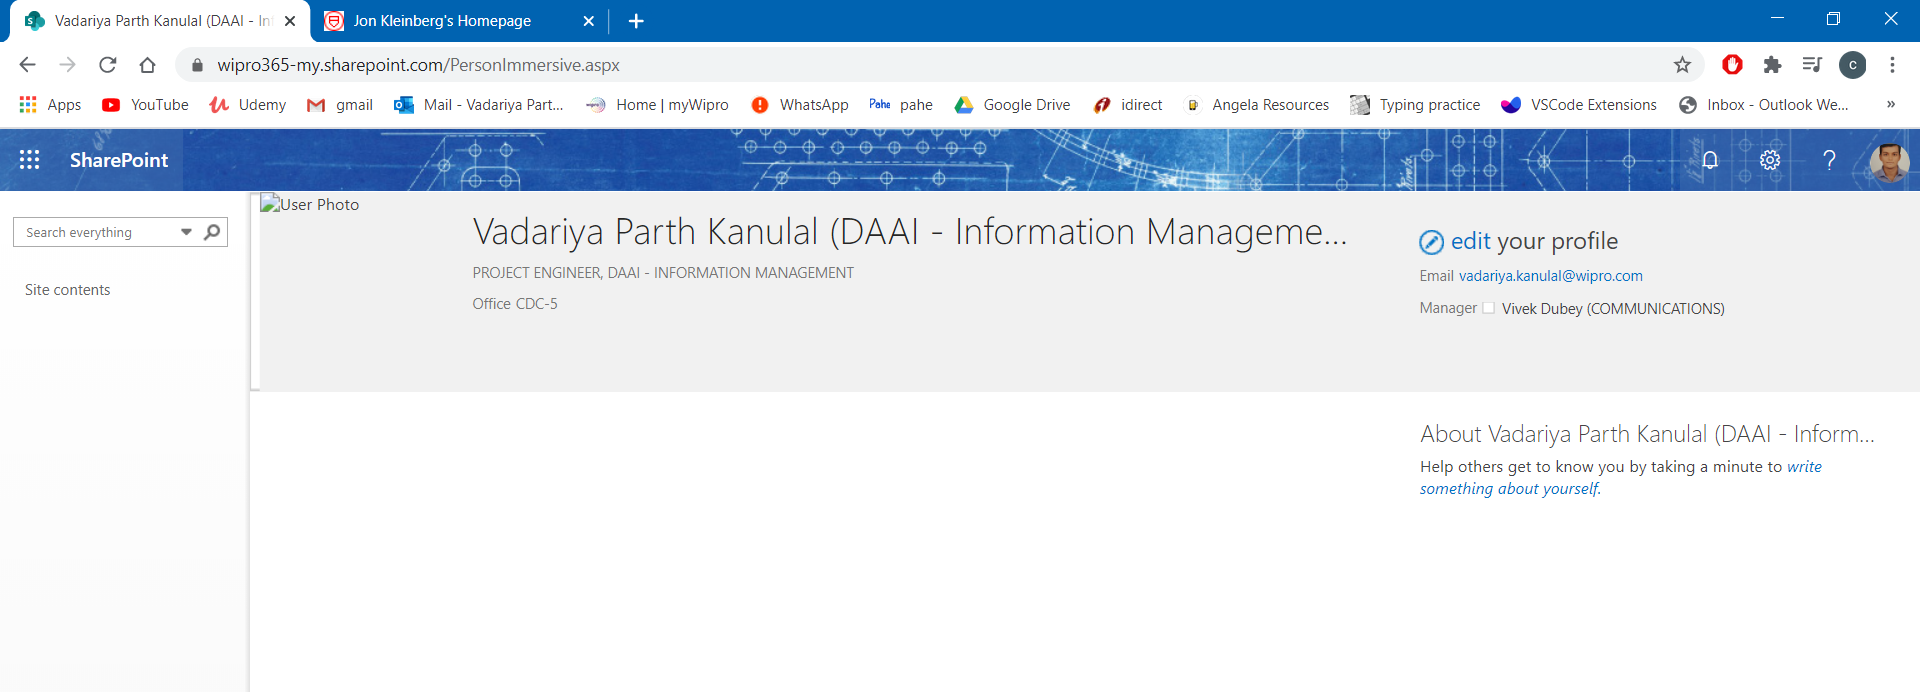 Vadariya Parth Kanulal (DAAI - In
Jon Kleinberg's Homepage
wipro365-my.sharepoint.com/PersonImmersive.aspx
C
Apps YouTube Udemy gmail Mail - Vadariya Part... Home | myWipro WhatsApp Pahe pahe Google Drive idirect Angela Resources Typing practice VSCode Extensions Inbox - Outlook We... »
SharePoint
?
Search everything
Site contents
User Photo
Vadariya Parth Kanulal (DAAI - Information Manageme...
PROJECT ENGINEER, DAAI - INFORMATION MANAGEMENT
Office CDC-5
edit your profile
Email vadariya.kanulal@wipro.com
Manager Vivek Dubey (COMMUNICATIONS)
About Vadariya Parth Kanulal (DAAI - Inform...
Help others get to know you by taking a minute to write
something about yourself.